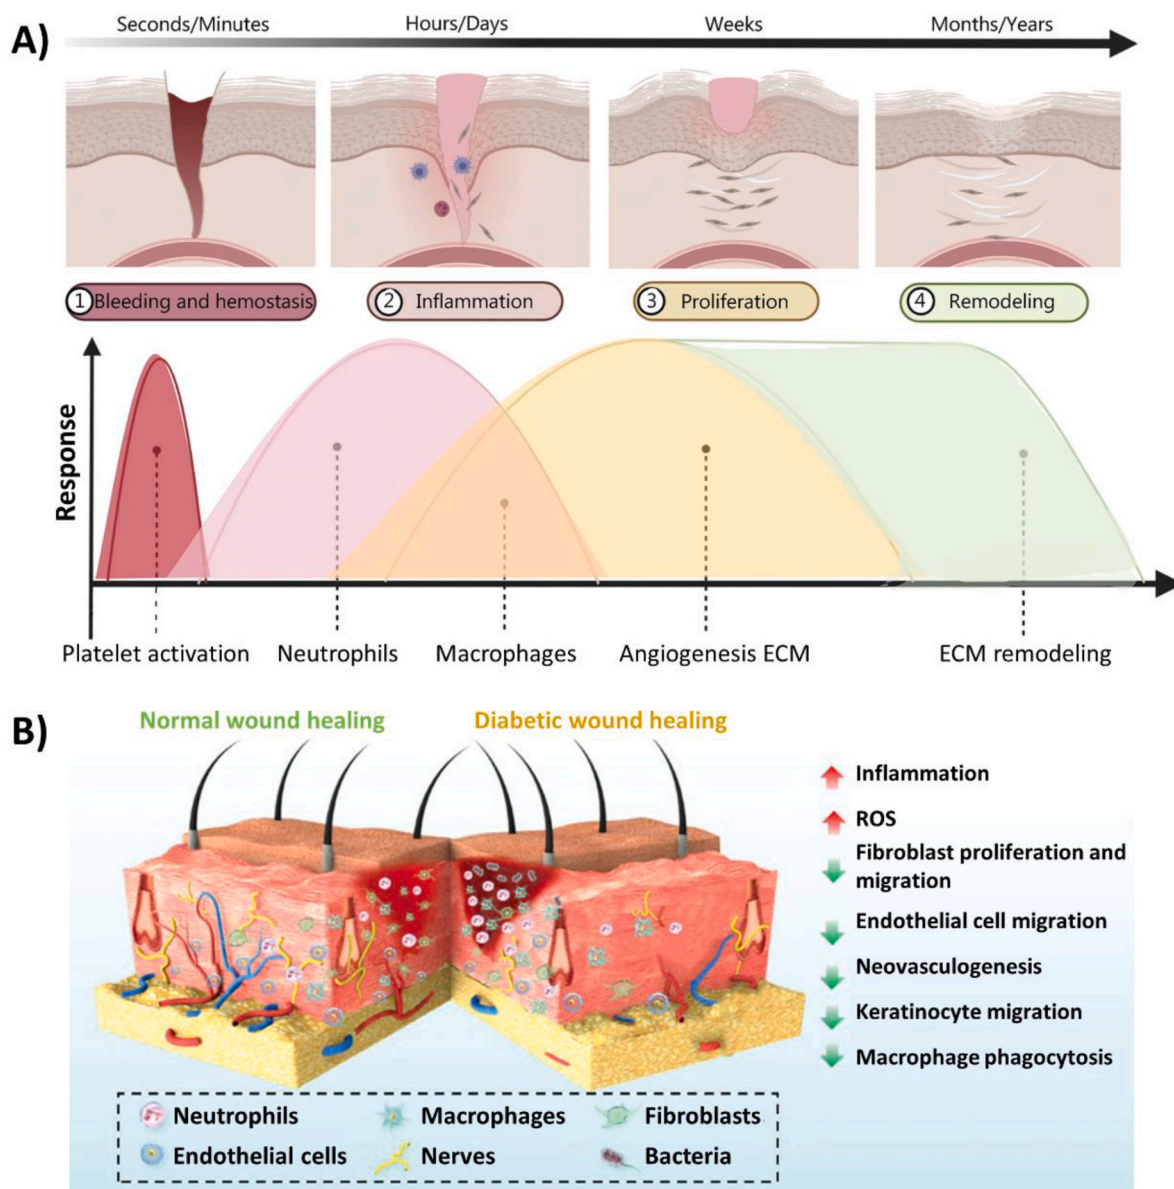 A)
Seconds/Minutes
Hours/Days
Weeks
Months/Years
1 Bleeding and hemostasis
2 Inflammation
3 Proliferation
4 Remodeling
Response
Platelet activation
Neutrophils
Macrophages
Angiogenesis ECM
ECM remodeling
B)
Normal wound healing
Diabetic wound healing
Inflammation
ROS
Fibroblast proliferation and
migration
Endothelial cell migration
Neovasculogenesis
Keratinocyte migration
Macrophage phagocytosis
Neutrophils
Macrophages
Fibroblasts
Endothelial cells
Nerves
Bacteria